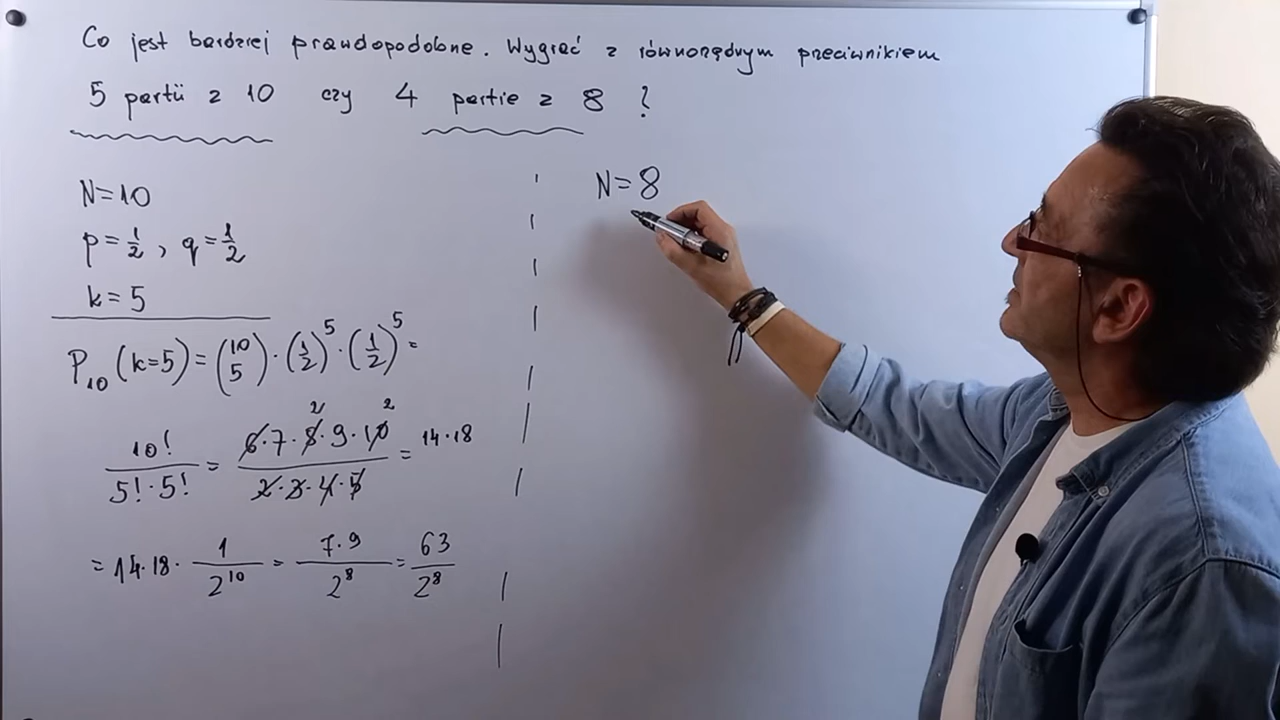 Co jest bardziej prawdopodobne. Wygrać z równorzędnym przeciwnikiem
5 partii z 10 czy 4 partie z 8 ?
N=10
p=1/2, q=1/2
k=5
P₁₀(k=5)=(10 5)·(1/2)⁵·(1/2)⁵=
10!/(5!·5!) = (6·7·8·9·10)/(2·3·4·5) = 14·18
2 2
=14·18·1/2¹⁰ = 7·9/2⁸ = 63/2⁸
N=8